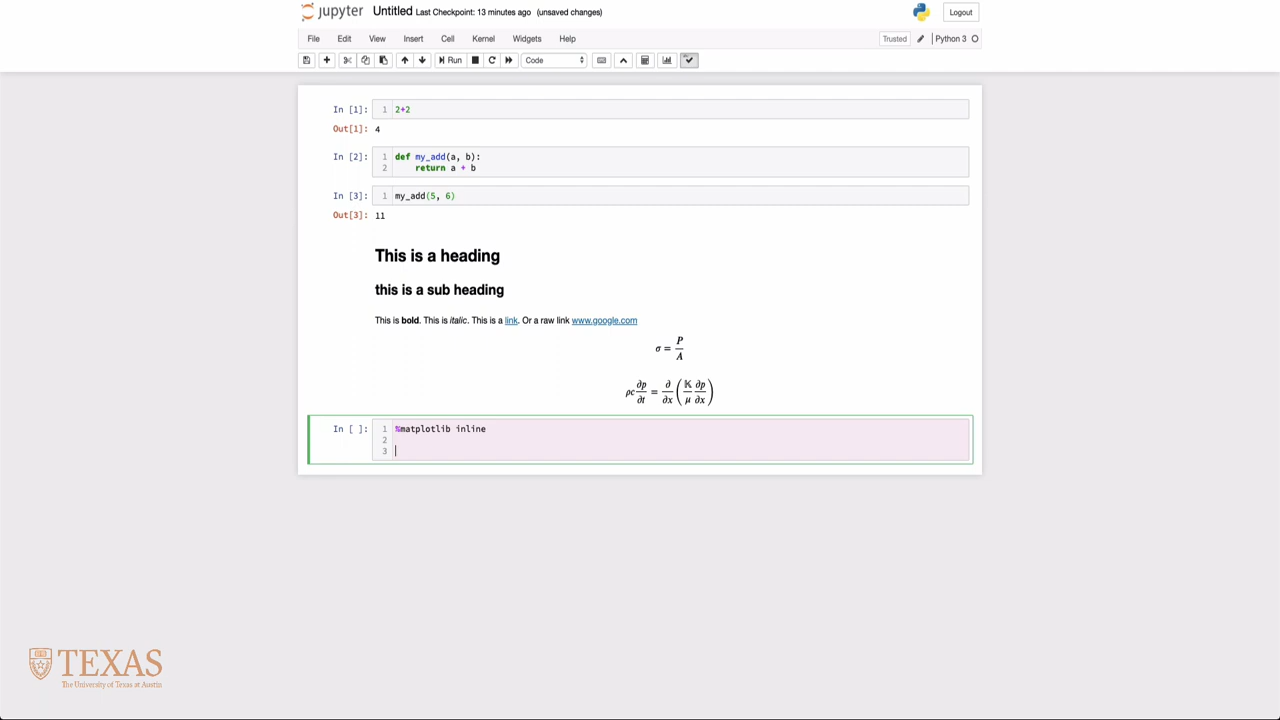 jupyter Untitled Last Checkpoint: 13 minutes ago (unsaved changes) Logout
File Edit View Insert Cell Kernel Widgets Help Trusted Python 3
Run Code
In [1]: 1 2+2
Out[1]: 4
In [2]: 1 def my_add(a, b):
2 return a + b
In [3]: 1 my_add(5, 6)
Out[3]: 11
This is a heading
this is a sub heading
This is bold. This is italic. This is a link. Or a raw link www.google.com
σ = P/A
ρc ∂p/∂t = ∂/∂x (𝕂/μ ∂p/∂x)
In [ ]: 1 %matplotlib inline
2
3
TEXAS
The University of Texas at Austin